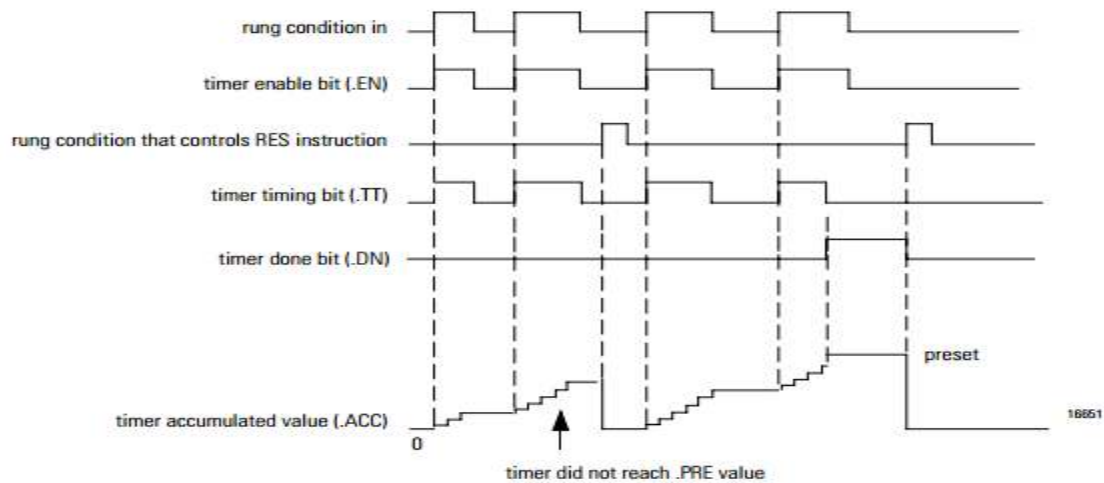 rung condition in
timer enable bit (.EN)
rung condition that controls RES instruction
timer timing bit (.TT)
timer done bit (.DN)
preset
timer accumulated value (.ACC)
16651
0
timer did not reach .PRE value